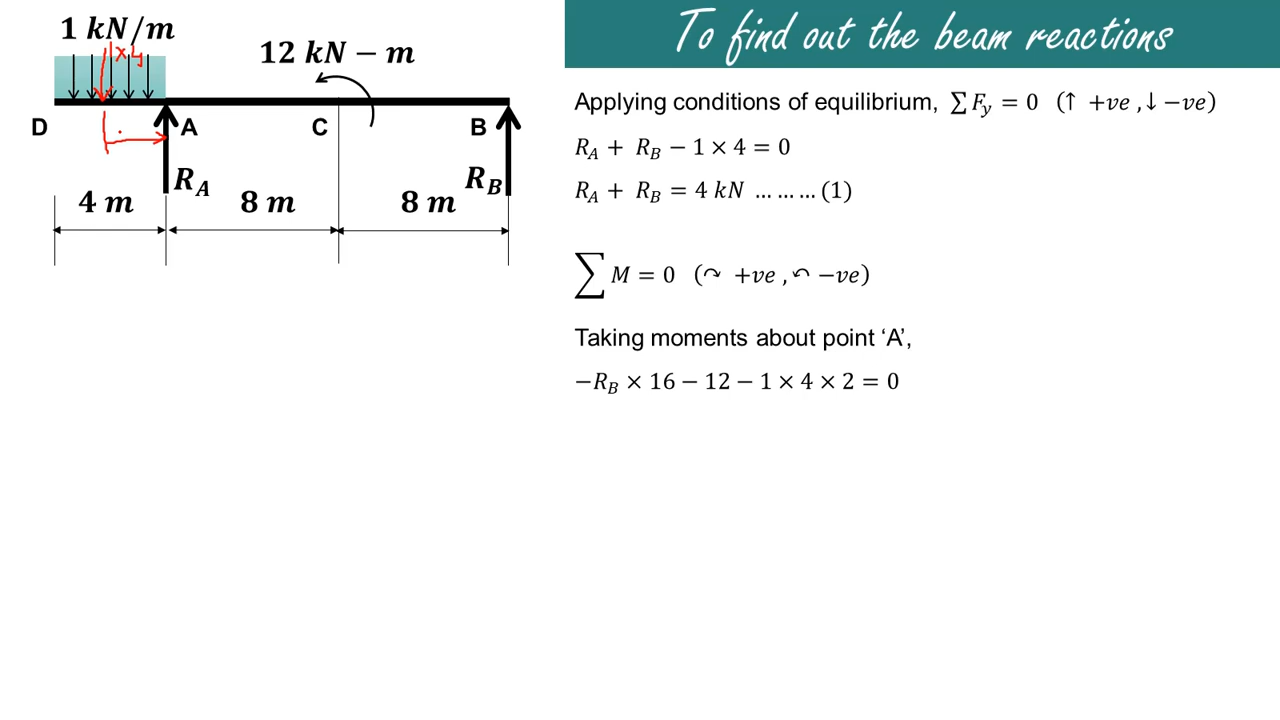 To find out the beam reactions
1 kN/m
1×4
12 kN − m
D
A
C
B
R_A
R_B
4 m
8 m
8 m
Applying conditions of equilibrium, ∑ F_y = 0 (↑ +ve , ↓ −ve)
R_A + R_B − 1 × 4 = 0
R_A + R_B = 4 kN … … … (1)
∑ M = 0 (↷ +ve , ↶ −ve)
Taking moments about point ‘A’,
−R_B × 16 − 12 − 1 × 4 × 2 = 0